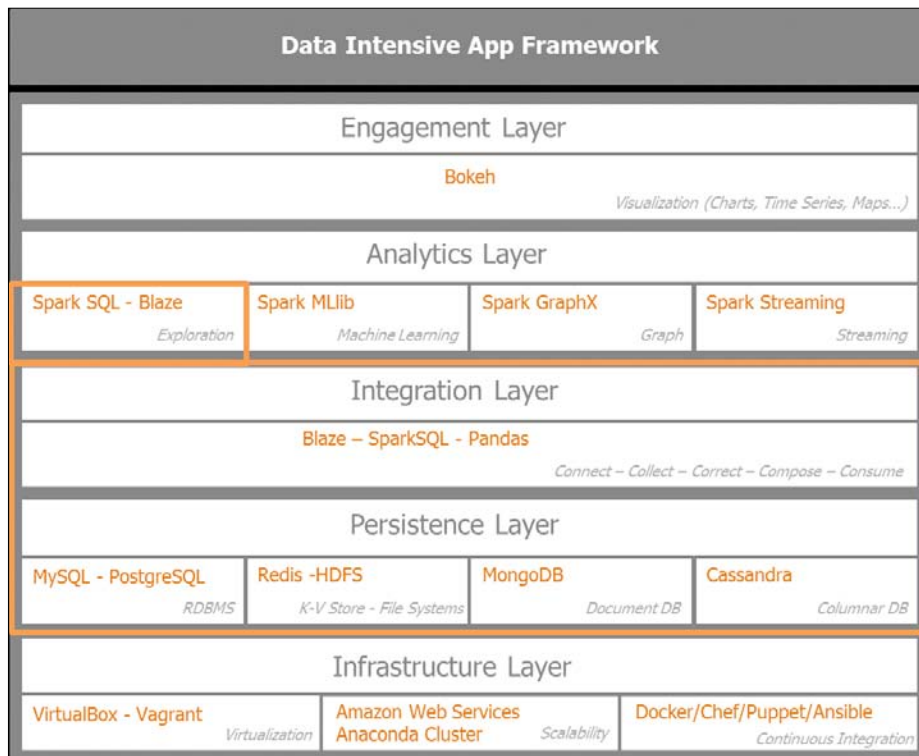 Data Intensive App Framework
Engagement Layer
Bokeh
Visualization (Charts, Time Series, Maps...)
Analytics Layer
Spark SQL - Blaze
Exploration
Spark MLlib
Machine Learning
Spark GraphX
Graph
Spark Streaming
Streaming
Integration Layer
Blaze – SparkSQL - Pandas
Connect – Collect – Correct – Compose – Consume
Persistence Layer
MySQL - PostgreSQL
RDBMS
Redis -HDFS
K-V Store - File Systems
MongoDB
Document DB
Cassandra
Columnar DB
Infrastructure Layer
VirtualBox - Vagrant
Virtualization
Amazon Web Services
Anaconda Cluster
Scalability
Docker/Chef/Puppet/Ansible
Continuous Integration